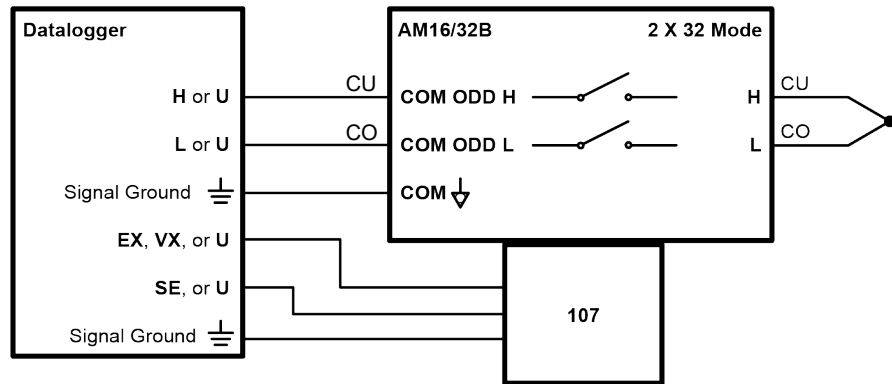 Datalogger
AM16/32B
2 X 32 Mode
H or U
CU
COM ODD H
H
CU
L or U
CO
COM ODD L
L
CO
Signal Ground
COM
EX, VX, or U
SE, or U
107
Signal Ground